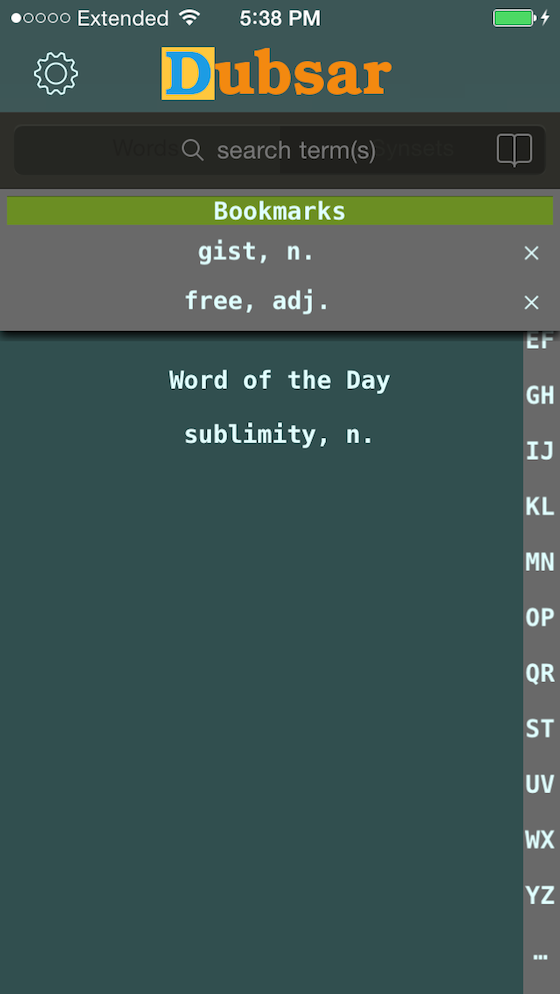 Extended 5:38 PM
Dubsar
Words search term(s) Synsets
Bookmarks
gist, n. ×
free, adj. ×
EF
Word of the Day
GH
sublimity, n.
IJ
KL
MN
OP
QR
ST
UV
WX
YZ
…